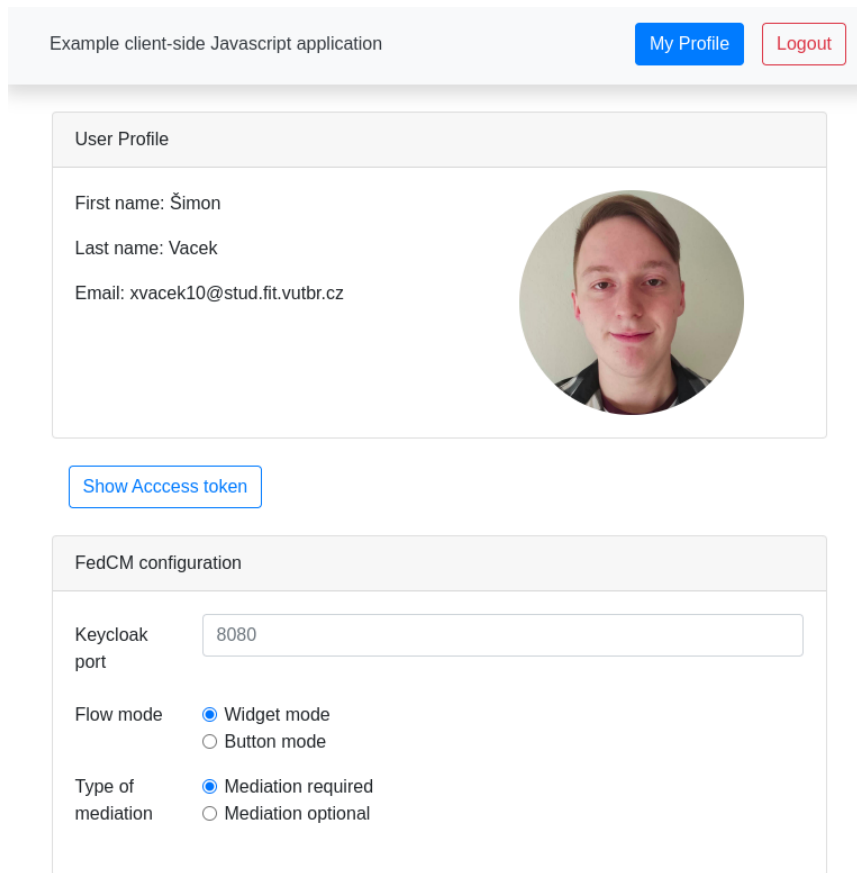 Example client-side Javascript application
My Profile
Logout
User Profile
First name: Šimon
Last name: Vacek
Email: xvacek10@stud.fit.vutbr.cz
Show Acccess token
FedCM configuration
Keycloak
port
8080
Flow mode
Widget mode
Button mode
Type of
mediation
Mediation required
Mediation optional